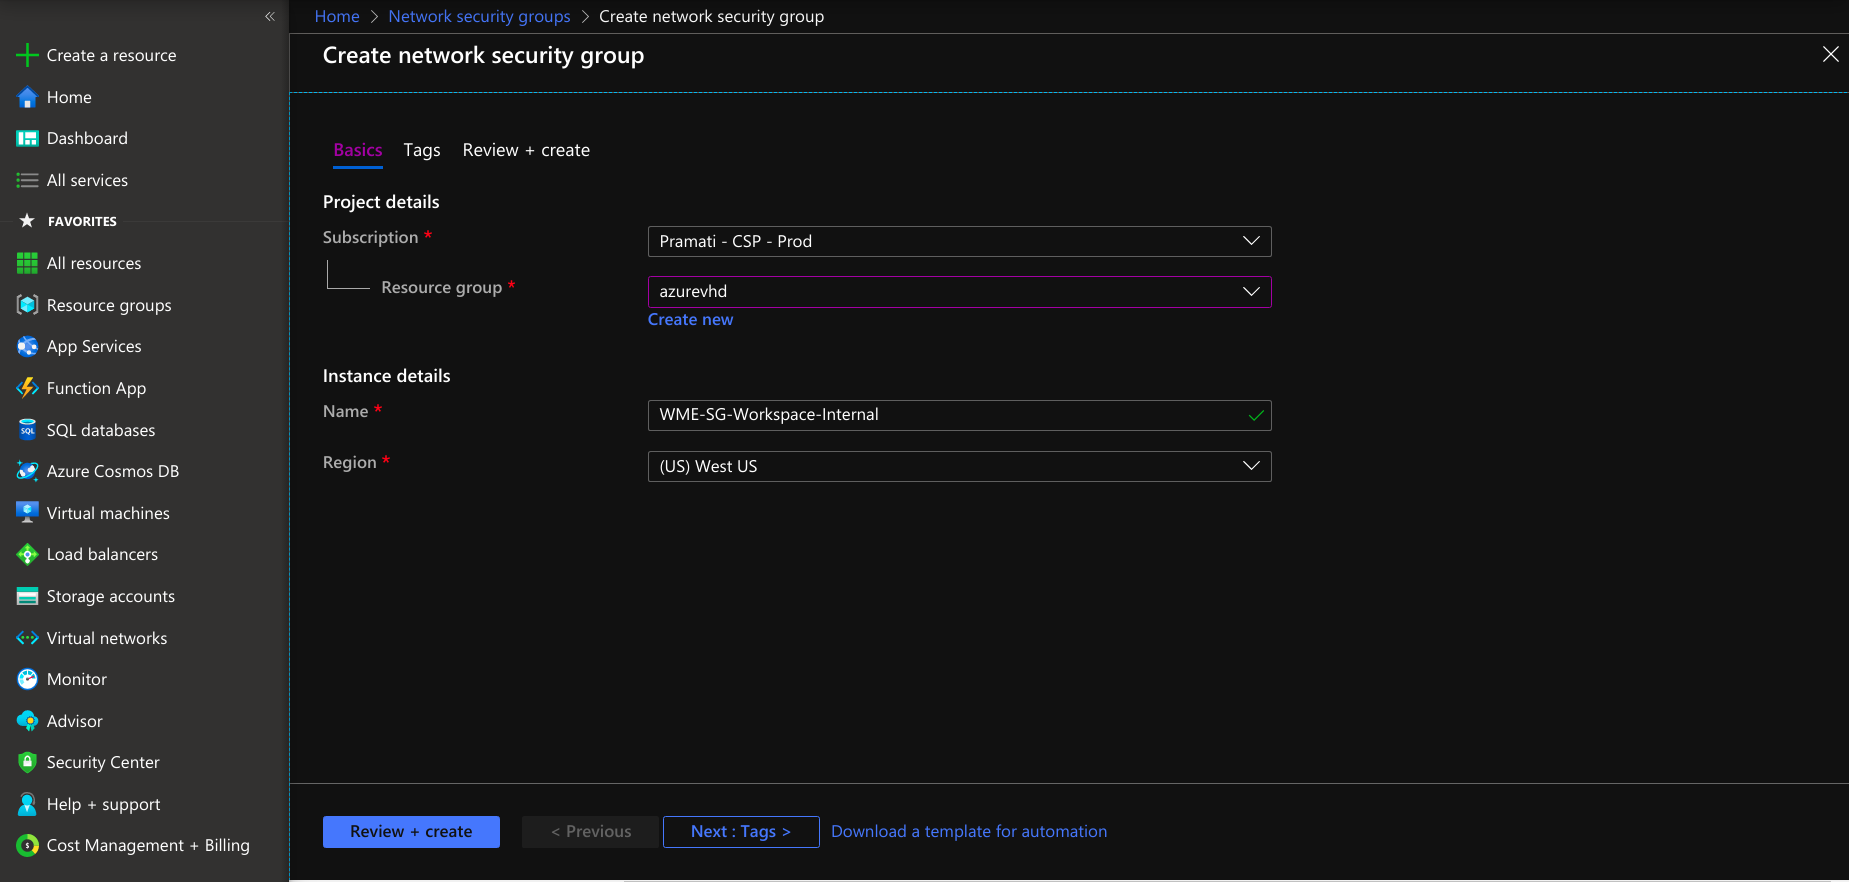 Create a resource
Home
Dashboard
All services
FAVORITES
All resources
Resource groups
App Services
Function App
SQL databases
Azure Cosmos DB
Virtual machines
Load balancers
Storage accounts
Virtual networks
Monitor
Advisor
Security Center
Help + support
Cost Management + Billing
Home > Network security groups > Create network security group
Create network security group
Basics Tags Review + create
Project details
Subscription * Pramati - CSP - Prod
Resource group * azurevhd
Create new
Instance details
Name * WME-SG-Workspace-Internal
Region * (US) West US
Review + create < Previous Next : Tags > Download a template for automation